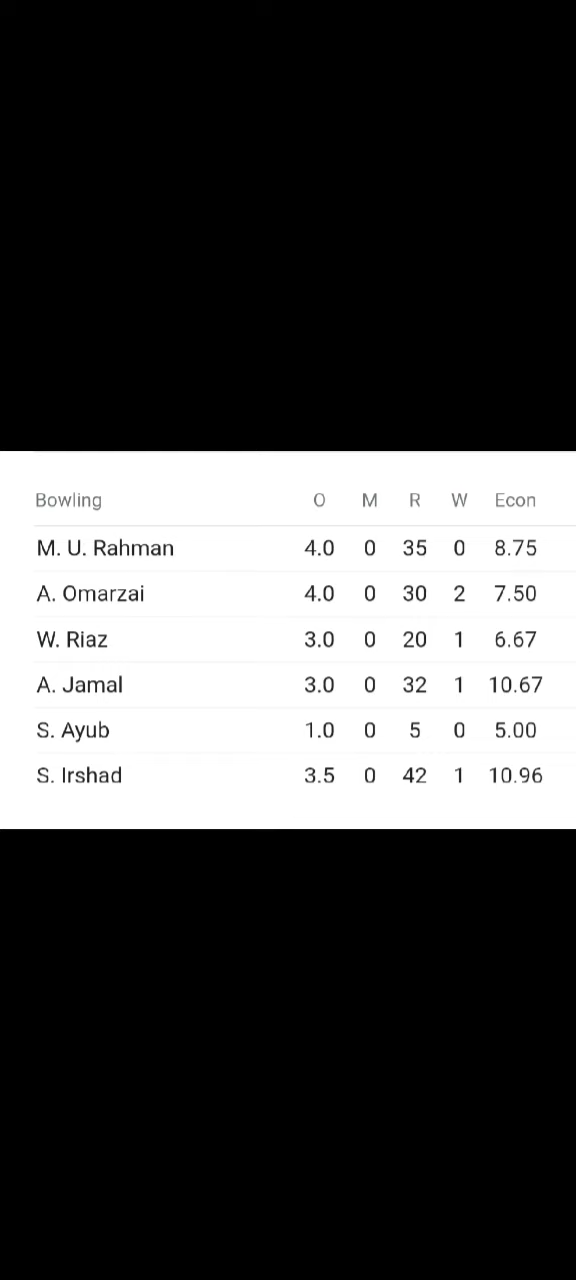 Bowling O M R W Econ
M. U. Rahman 4.0 0 35 0 8.75
A. Omarzai 4.0 0 30 2 7.50
W. Riaz 3.0 0 20 1 6.67
A. Jamal 3.0 0 32 1 10.67
S. Ayub 1.0 0 5 0 5.00
S. Irshad 3.5 0 42 1 10.96